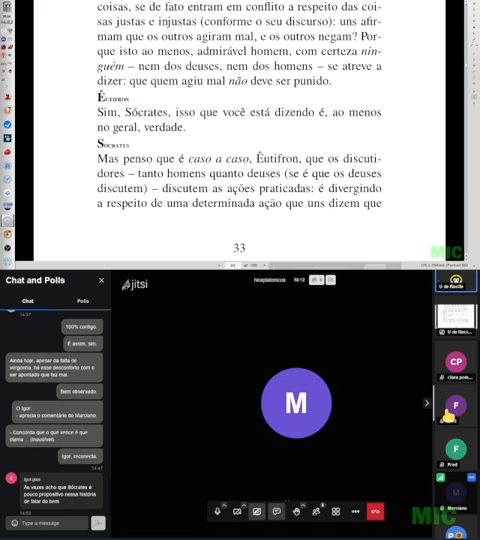 coisas, se de fato entram em conflito a respeito das coi-
sas justas e injustas (conforme o seu discurso): uns afir-
mam que os outros agiram mal, e os outros negam? Por-
que isto ao menos, admirável homem, com certeza nin-
guém – nem dos deuses, nem dos homens – se atreve a
dizer: que quem agiu mal não deve ser punido.
Êutifron
Sim, Sócrates, isso que você está dizendo é, ao menos
no geral, verdade.
Sócrates
Mas penso que é caso a caso, Êutifron, que os discuti-
dores – tanto homens quanto deuses (se é que os deuses
discutem) – discutem as ações praticadas: é divergindo
a respeito de uma determinada ação que uns dizem que
33
MIC
Chat and Polls
Chat
Polls
14:37
100% contigo.
É assim, sim.
Ainda hoje, apesar da falta de
vergonha, há esse desconforto com o
ser apontado que fez mal.
Bem observado.
O Igor:
- aprecia o comentário do Marciano.
- Concorda que o que vence é que
clama ... (inaudível).
Igor, reconecta.
14:47
As vezes acho que Sócrates é
pouco propositivo nessa história
de falar do bem
Type a message
jitsi
Neoplatonicos
M
CP
F
F
Fred
M
Marciano
MIC